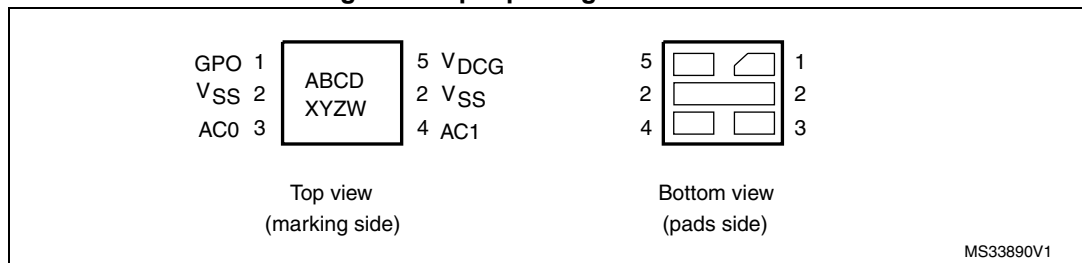 GPO 1 ABCD 5 VDCG 5 1
VSS 2 XYZW 2 VSS 2 2
AC0 3 4 AC1 4 3
Top view Bottom view
(marking side) (pads side)
MS33890V1